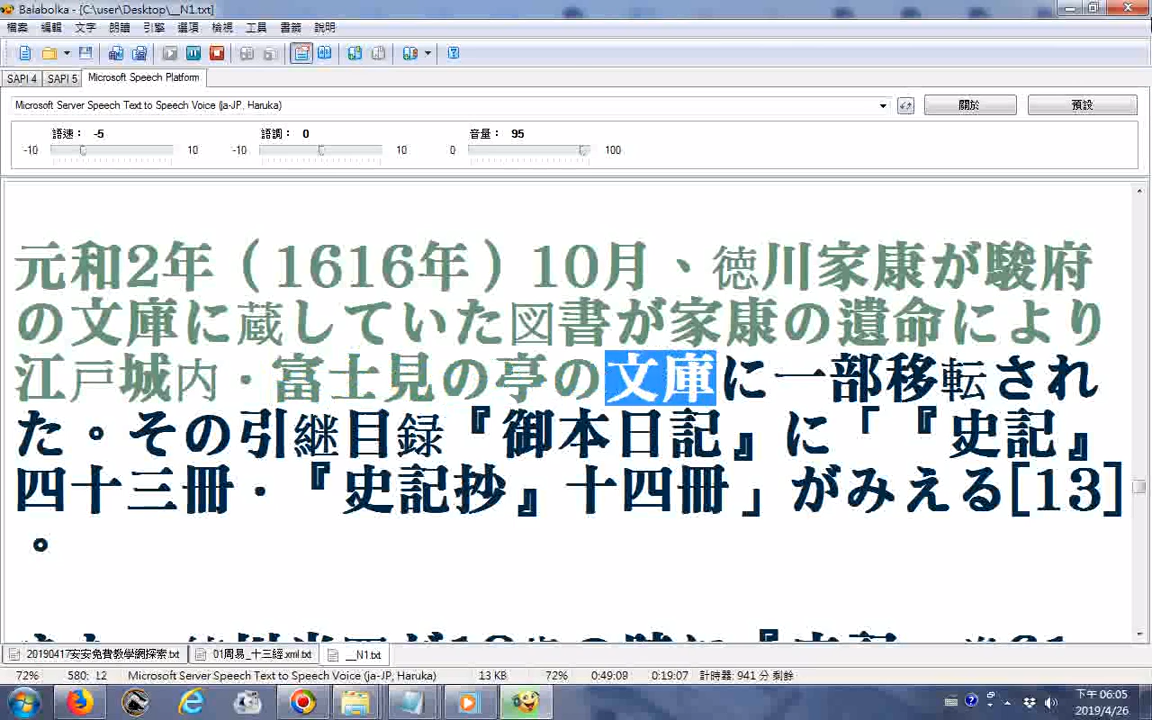 Balabolka - [C:\user\Desktop\__N1.txt]
檔案 編輯 文字 朗讀 引擎 選項 檢視 工具 書籤 說明
SAPI 4 SAPI 5 Microsoft Speech Platform
Microsoft Server Speech Text to Speech Voice (ja-JP, Haruka) 關於 預設
語速： -5 語調： 0 音量： 95
-10 10 -10 10 0 100
元和2年（1616年）10月、徳川家康が駿府
の文庫に蔵していた図書が家康の遺命により
江戸城内・富士見の亭の文庫に一部移転され
た。その引継目録『御本日記』に「『史記』
四十三冊・『史記抄』十四冊」がみえる[13]
。
20190417安安免費教學網探索.txt 01周易_十三經.xml.txt __N1.txt
72% 580: 12 Microsoft Server Speech Text to Speech Voice (ja-JP, Haruka) 13 KB 72% 0:49:09 0:19:07 計時器: 941 分 剩餘
下午 06:05
2019/4/26